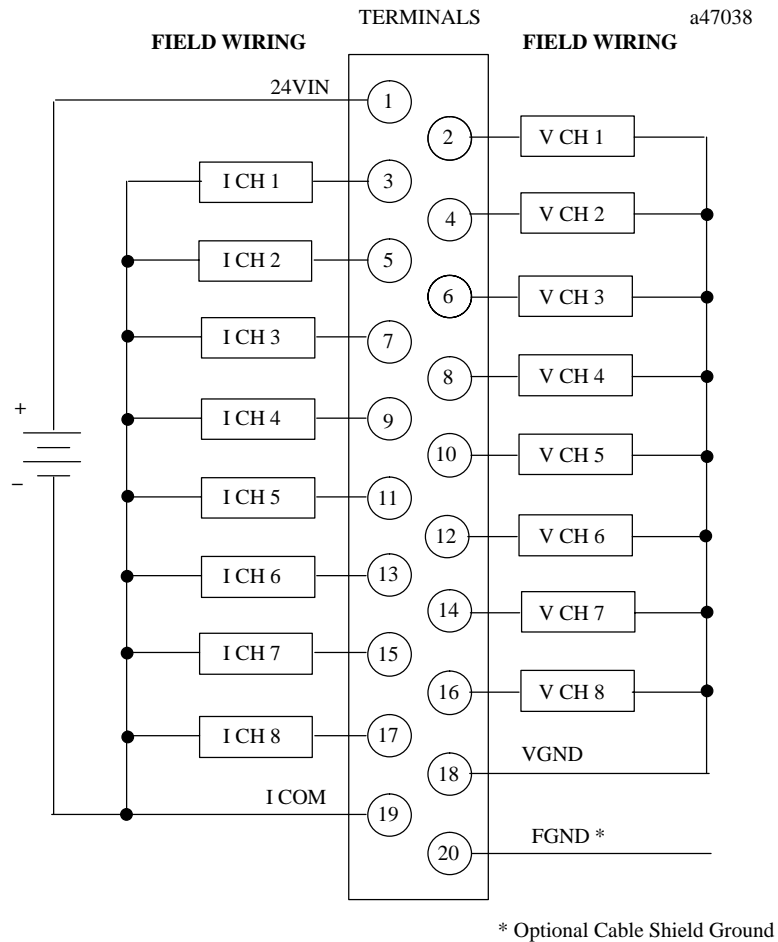 TERMINALS
a47038
FIELD WIRING
FIELD WIRING
24VIN
1
2
V CH 1
I CH 1
3
4
V CH 2
I CH 2
5
6
V CH 3
I CH 3
7
8
V CH 4
+
I CH 4
9
10
V CH 5
–
I CH 5
11
12
V CH 6
I CH 6
13
14
V CH 7
I CH 7
15
16
V CH 8
I CH 8
17
18
VGND
I COM
19
20
FGND *
* Optional Cable Shield Ground